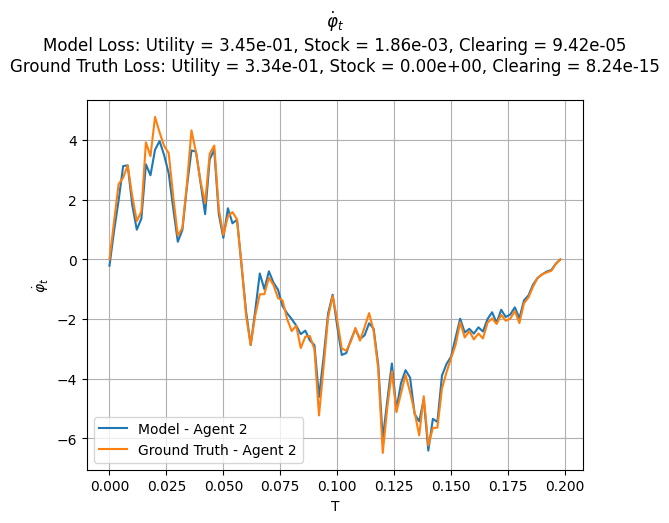 φ̇ₜ
Model Loss: Utility = 3.45e-01, Stock = 1.86e-03, Clearing = 9.42e-05
Ground Truth Loss: Utility = 3.34e-01, Stock = 0.00e+00, Clearing = 8.24e-15
4
2
0
−2
−4
−6
φ̇ₜ
Model - Agent 2
Ground Truth - Agent 2
0.000 0.025 0.050 0.075 0.100 0.125 0.150 0.175 0.200
T